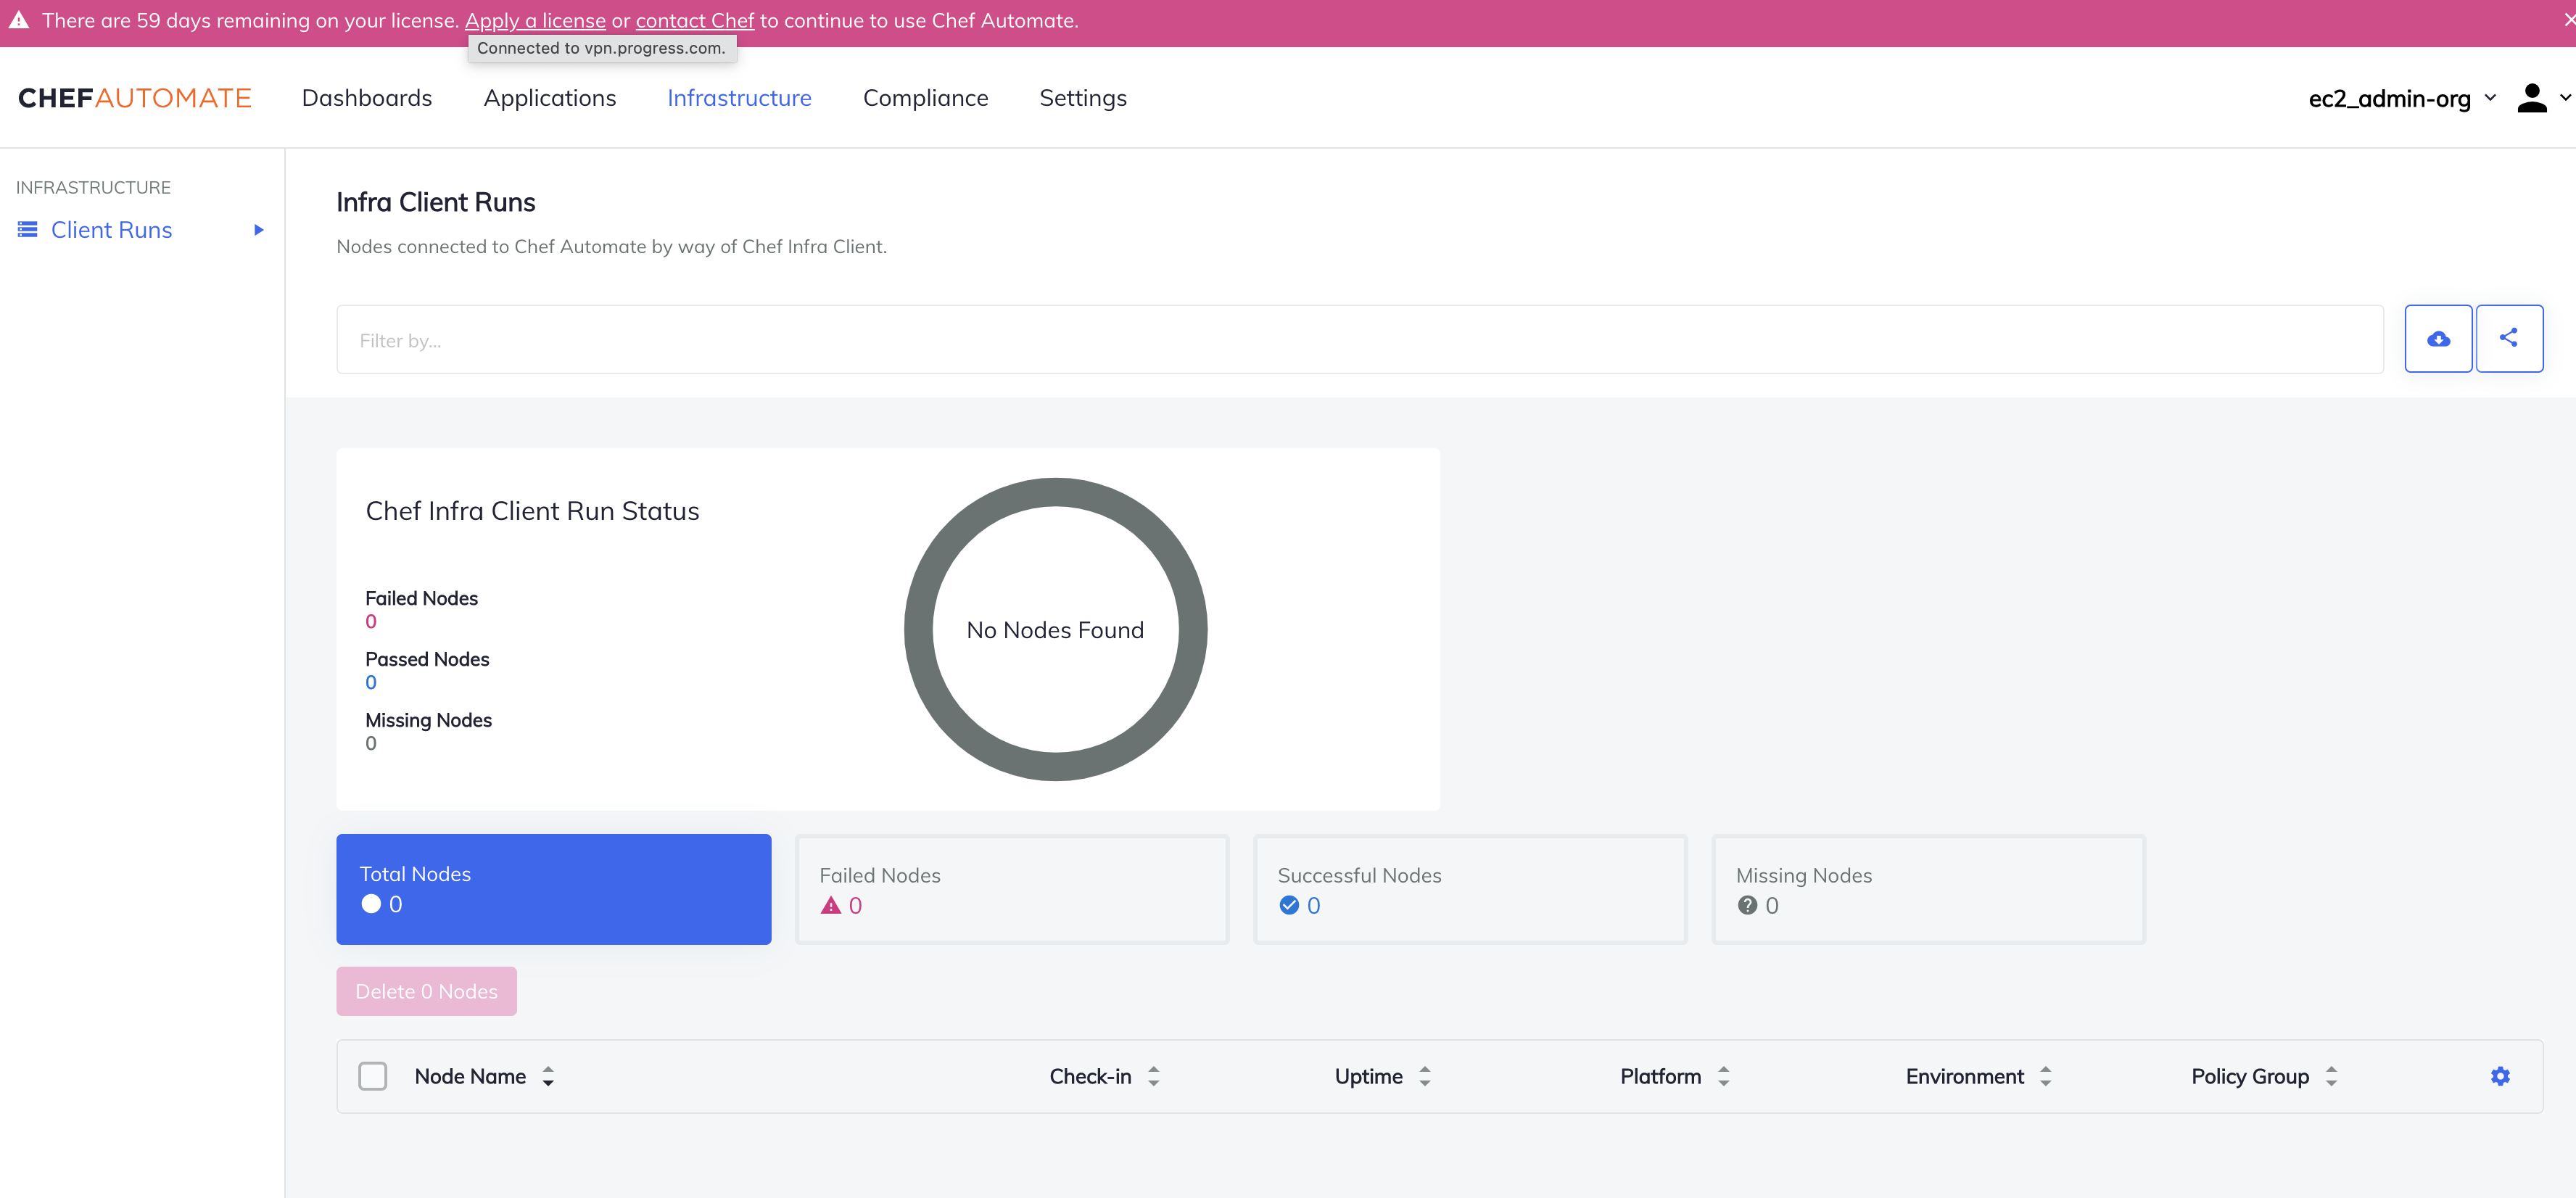 There are 59 days remaining on your license. Apply a license or contact Chef to continue to use Chef Automate.
Connected to vpn.progress.com.
CHEFAUTOMATE
Dashboards
Applications
Infrastructure
Compliance
Settings
ec2_admin-org
INFRASTRUCTURE
Client Runs
Infra Client Runs
Nodes connected to Chef Automate by way of Chef Infra Client.
Filter by...
Chef Infra Client Run Status
Failed Nodes
0
Passed Nodes
0
Missing Nodes
0
No Nodes Found
Total Nodes
0
Failed Nodes
0
Successful Nodes
0
Missing Nodes
0
Delete 0 Nodes
Node Name
Check-in
Uptime
Platform
Environment
Policy Group